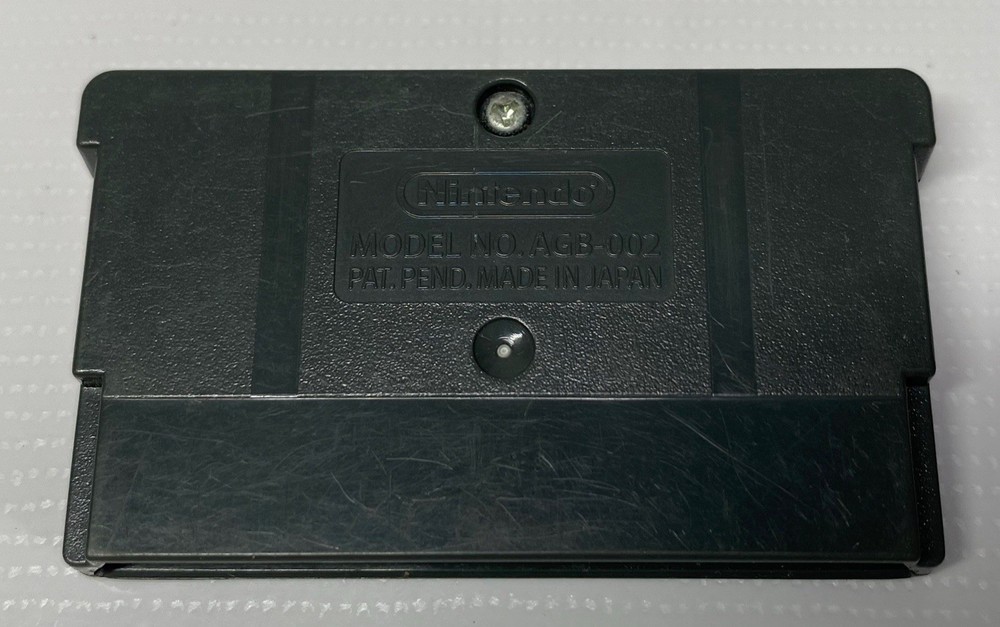 Nintendo
MODEL NO. AGB-002
PAT. PEND. MADE IN JAPAN